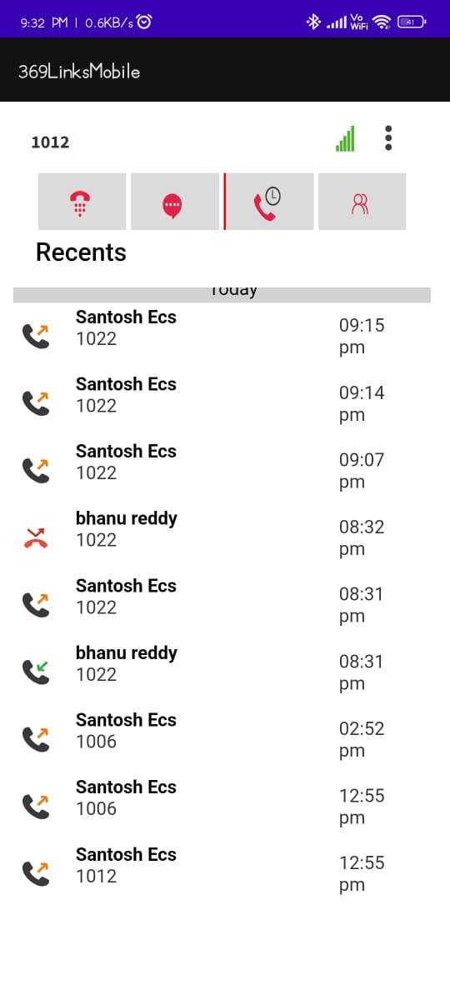 9:32 PM | 0.6KB/s
Vo
WiFi
41
369LinksMobile
1012
Recents
Today
Santosh Ecs
1022
09:15
pm
Santosh Ecs
1022
09:14
pm
Santosh Ecs
1022
09:07
pm
bhanu reddy
1022
08:32
pm
Santosh Ecs
1022
08:31
pm
bhanu reddy
1022
08:31
pm
Santosh Ecs
1006
02:52
pm
Santosh Ecs
1006
12:55
pm
Santosh Ecs
1012
12:55
pm